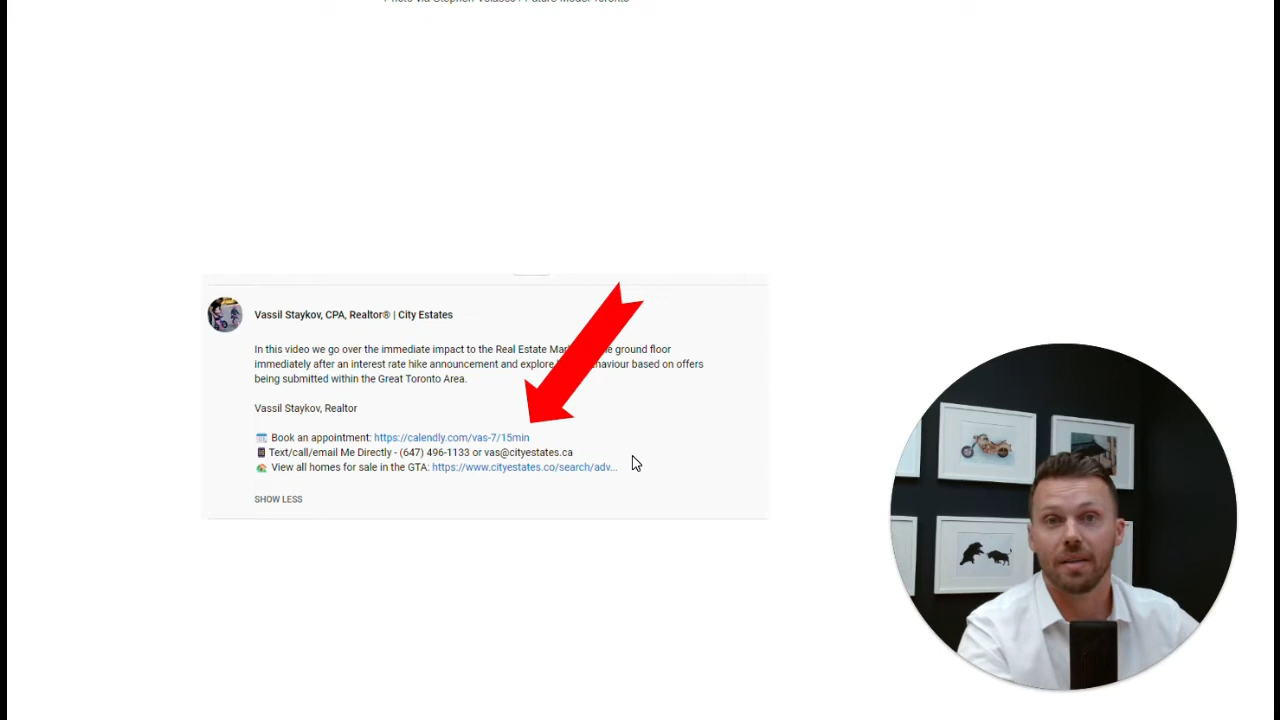 Vassil Staykov, CPA, Realtor® | City Estates
In this video we go over the immediate impact to the Real Estate ground floor
immediately after an interest rate hike announcement and explore based on offers
being submitted within the Great Toronto Area.
Vassil Staykov, Realtor
Book an appointment: https://calendly.com/vas-7/15min
Text/call/email Me Directly - (647) 496-1133 or vas@cityestates.ca
View all homes for sale in the GTA: https://www.cityestates.co/search/adv...
SHOW LESS